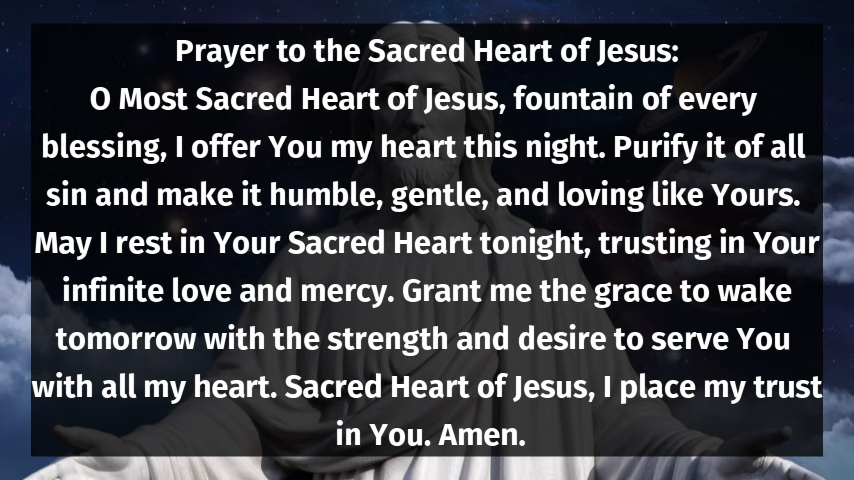 Prayer to the Sacred Heart of Jesus:
O Most Sacred Heart of Jesus, fountain of every
blessing, I offer You my heart this night. Purify it of all
sin and make it humble, gentle, and loving like Yours.
May I rest in Your Sacred Heart tonight, trusting in Your
infinite love and mercy. Grant me the grace to wake
tomorrow with the strength and desire to serve You
with all my heart. Sacred Heart of Jesus, I place my trust
in You. Amen.